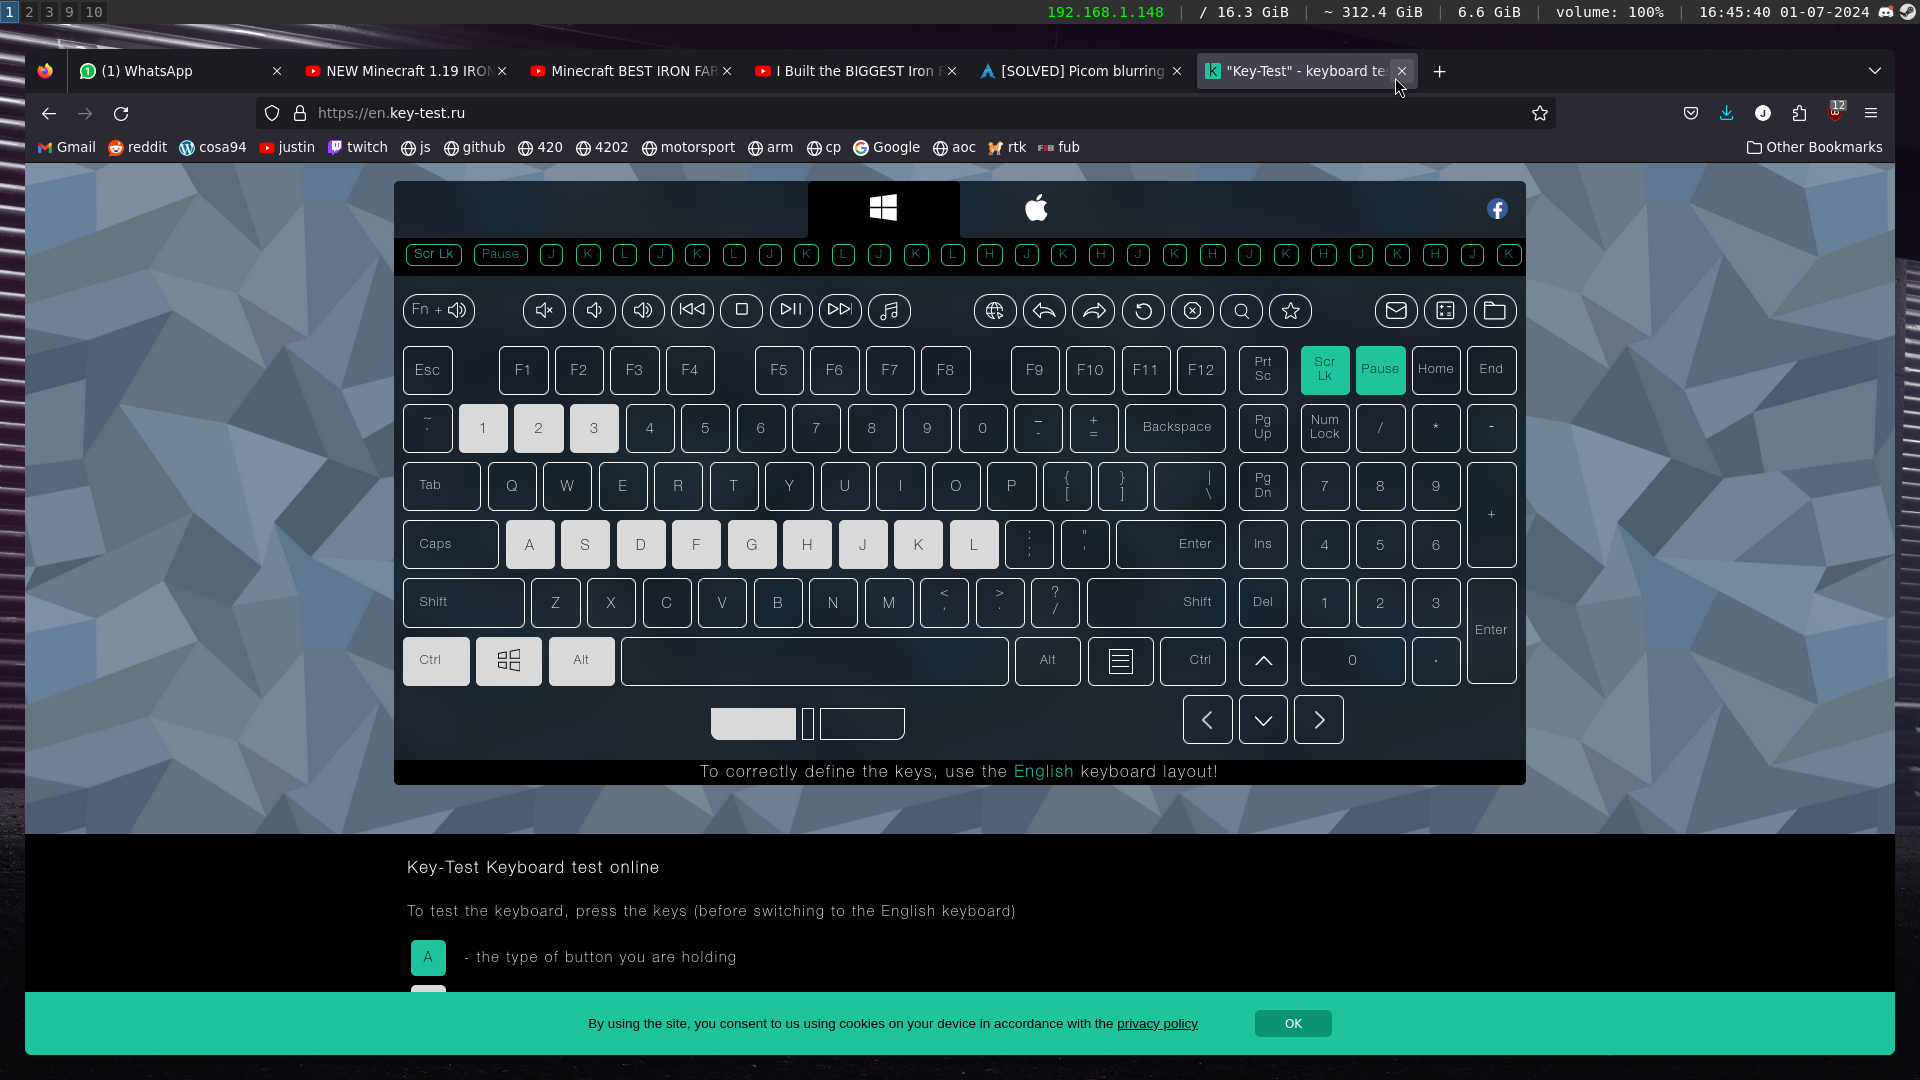 1 2 3 9 10 192.168.1.148 | / 16.3 GiB | ~ 312.4 GiB | 6.6 GiB | volume: 100% | 16:45:40 01-07-2024
(1) WhatsApp NEW Minecraft 1.19 IRON Minecraft BEST IRON FAR I Built the BIGGEST Iron F [SOLVED] Picom blurring "Key-Test" - keyboard te
https://en.key-test.ru 12
Gmail reddit cosa94 justin twitch js github 420 4202 motorsport arm cp Google aoc rtk fub Other Bookmarks
Scr Lk Pause J K L J K L J K L J K L H J K H J K H J K H J K H J K
Fn +
Esc F1 F2 F3 F4 F5 F6 F7 F8 F9 F10 F11 F12 Prt Sc Scr Lk Pause Home End
~ ` 1 2 3 4 5 6 7 8 9 0 _ - + = Backspace Pg Up Num Lock / * -
Tab Q W E R T Y U I O P { [ } ] | \ Pg Dn 7 8 9 +
Caps A S D F G H J K L : ; " ' Enter Ins 4 5 6
Shift Z X C V B N M < , > . ? / Shift Del 1 2 3 Enter
Ctrl Alt Alt Ctrl 0 .
To correctly define the keys, use the English keyboard layout!
Key-Test Keyboard test online
To test the keyboard, press the keys (before switching to the English keyboard)
A - the type of button you are holding
By using the site, you consent to us using cookies on your device in accordance with the privacy policy OK